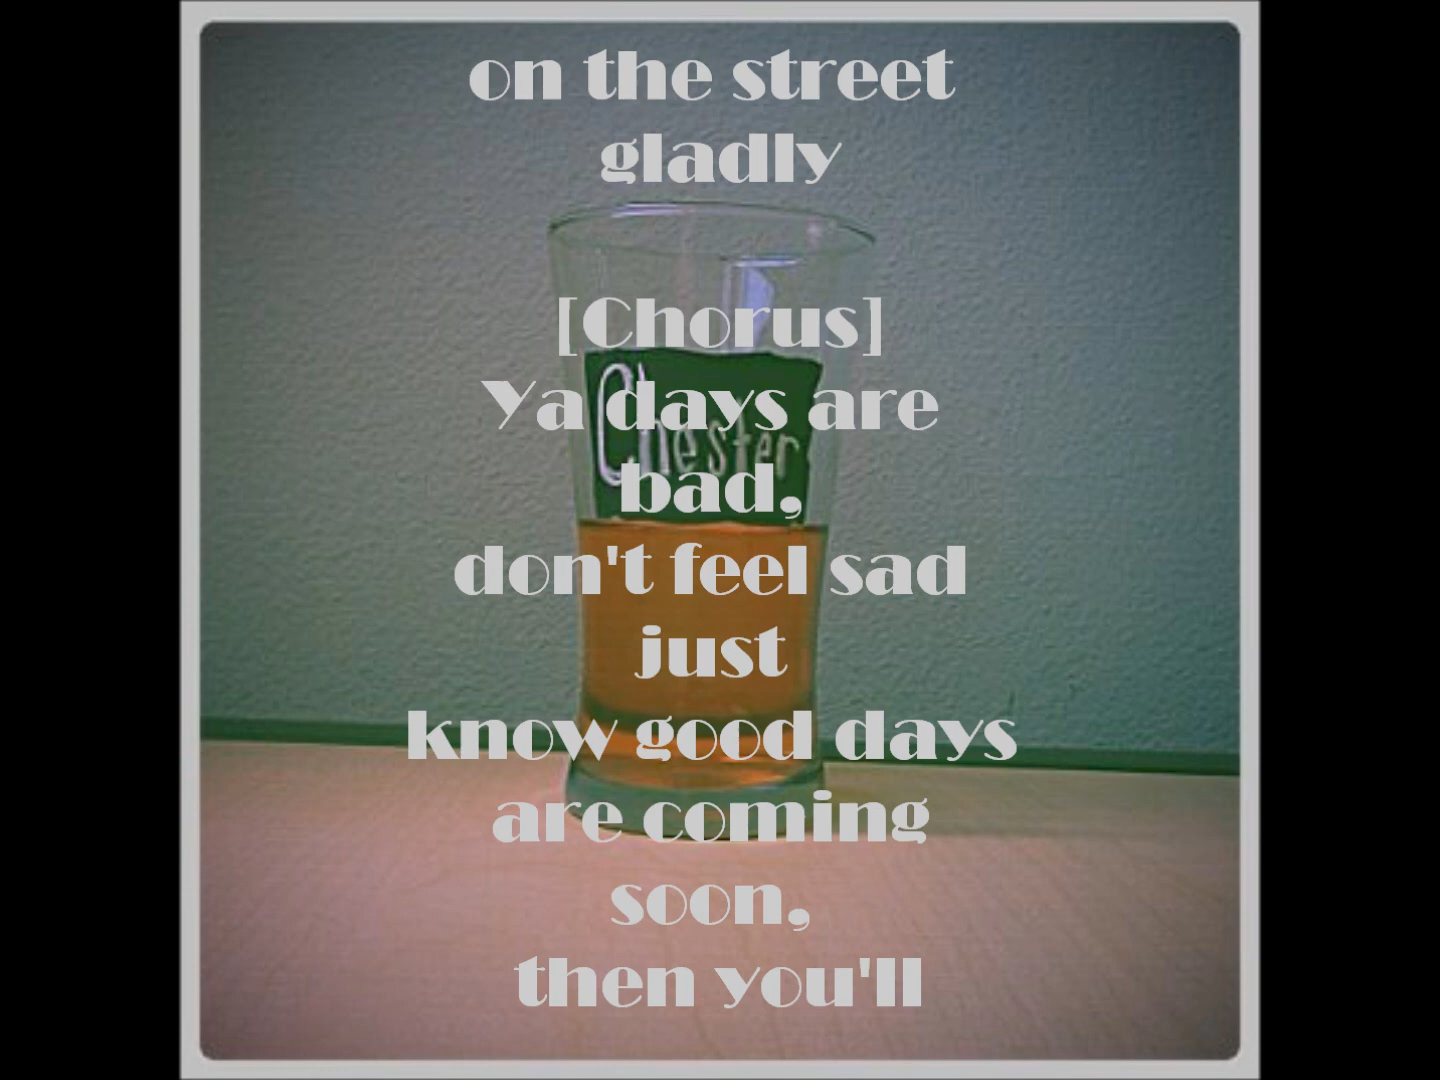 on the street
gladly
[Chorus]
Ya days are
bad,
don't feel sad
just
know good days
are coming
soon,
then you'll
Chester